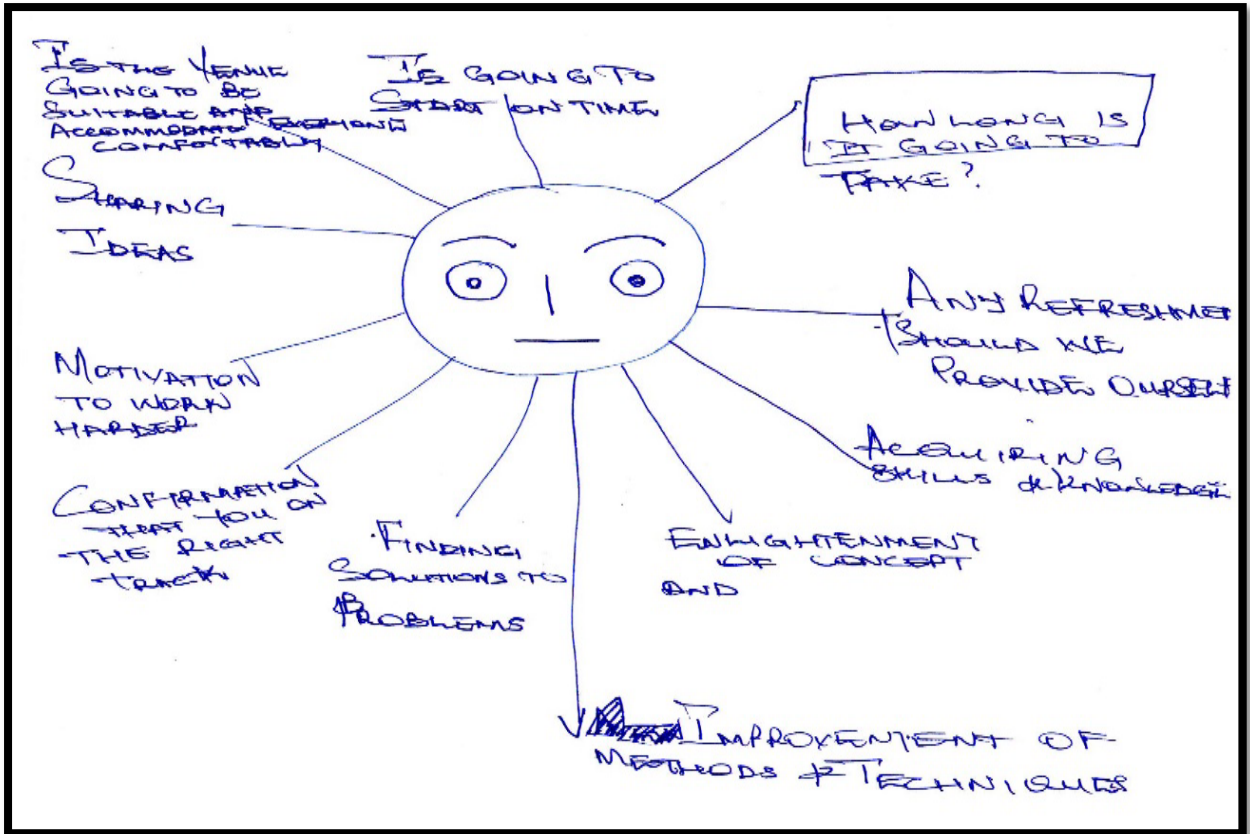 IS THE VENUE
GOING TO BE
SUITABLE AND
ACCOMMODATE EVERYONE
COMFORTABLY
IS GOING TO
START ON TIME
HOW LONG IS
IT GOING TO
TAKE?
SHARING
IDEAS
ANY REFRESHMET
SHOULD WE
PROVIDE OURSELF
MOTIVATION
TO WORK
HARDER
ACQUIRING
SKILLS & KNOWLEDGE
CONFIRMATION
THAT YOU ON
THE RIGHT
TRACK
FINDING
SOLUTIONS TO
PROBLEMS
ENLIGHTENMENT
OF CONCEPT
AND
IMPROVEMENT OF
METHODS & TECHNIQUES